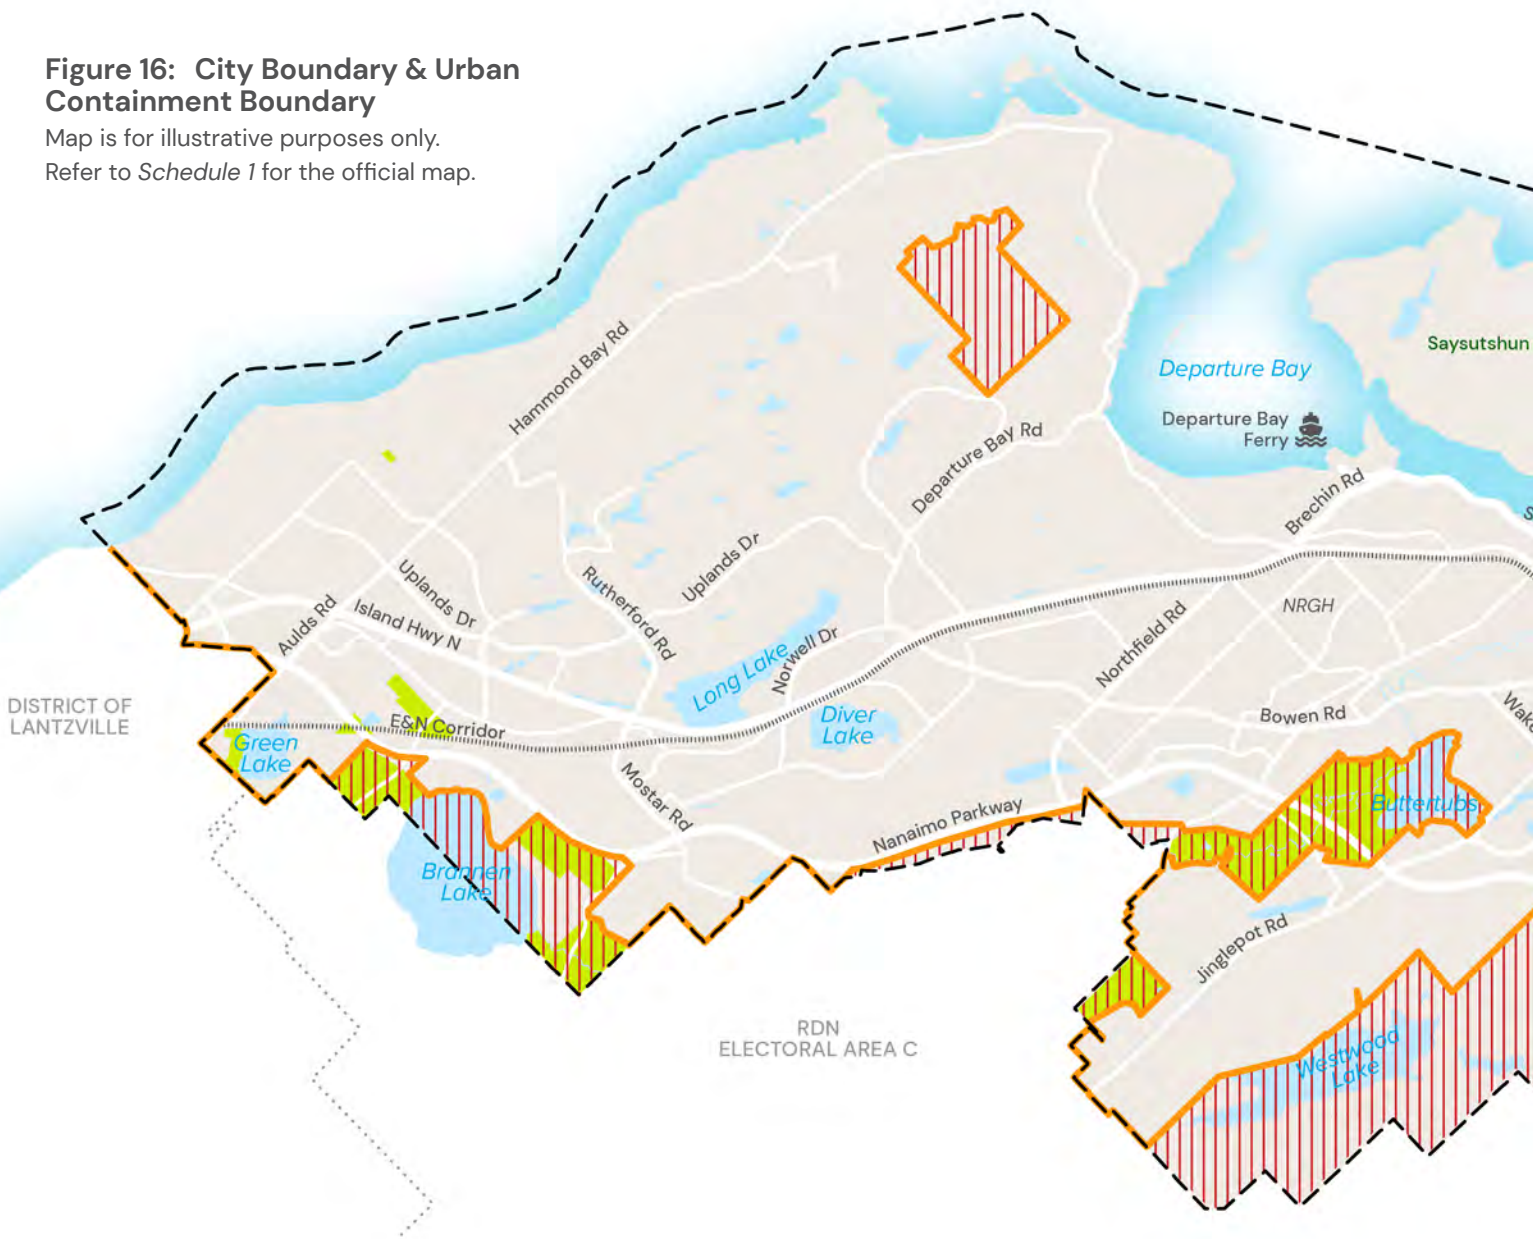 Figure 16: City Boundary & Urban
Containment Boundary
Map is for illustrative purposes only.
Refer to Schedule 1 for the official map.
Saysutshun
Departure Bay
Departure Bay
Ferry
Hammond Bay Rd
Departure Bay Rd
Brechin Rd
Uplands Dr
Uplands Dr
Rutherford Rd
Aulds Rd
Island Hwy N
Northfield Rd
NRGH
Long Lake
Norwell Dr
DISTRICT OF
LANTZVILLE
E&N Corridor
Diver
Lake
Bowen Rd
Green
Lake
Mostar Rd
Nanaimo Parkway
Buttertubs
Brannen
Lake
Jinglepot Rd
RDN
ELECTORAL AREA C
Westwood
Lake